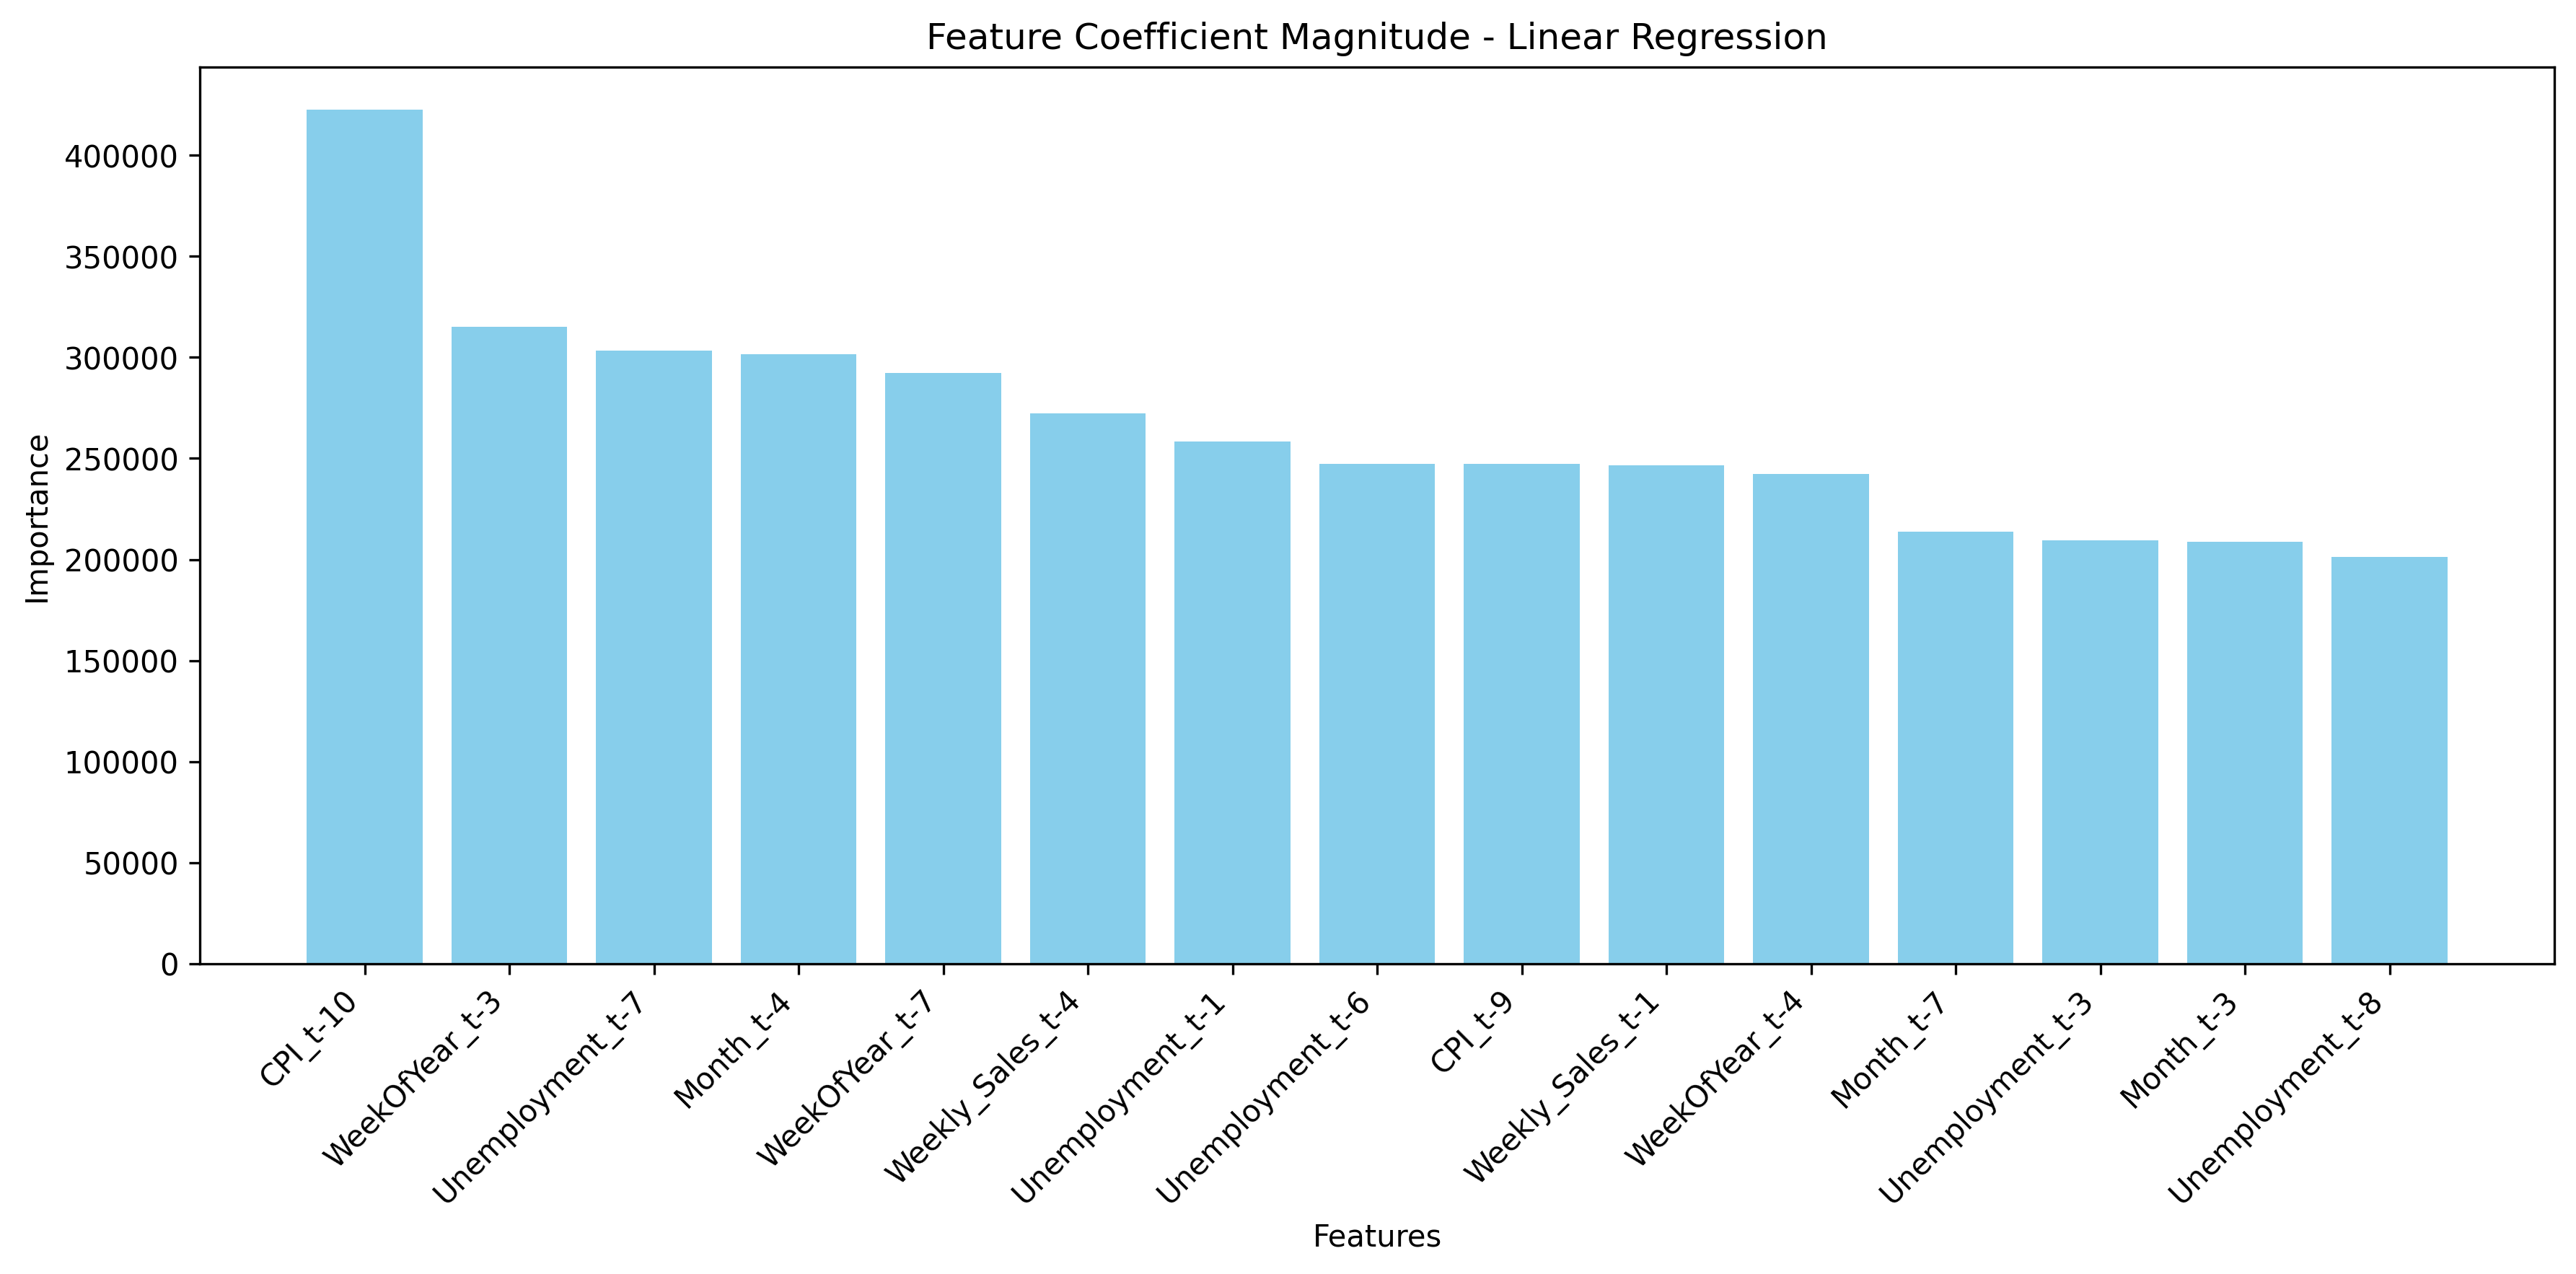 Feature Coefficient Magnitude - Linear Regression
Importance
400000
350000
300000
250000
200000
150000
100000
50000
0
CPI_t-10
WeekOfYear_t-3
Unemployment_t-7
Month_t-4
WeekOfYear_t-7
Weekly_Sales_t-4
Unemployment_t-1
Unemployment_t-6
CPI_t-9
Weekly_Sales_t-1
WeekOfYear_t-4
Month_t-7
Unemployment_t-3
Month_t-3
Unemployment_t-8
Features